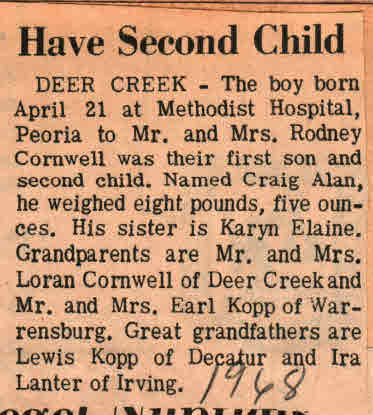 Have Second Child
DEER CREEK - The boy born
April 21 at Methodist Hospital,
Peoria to Mr. and Mrs. Rodney
Cornwell was their first son and
second child. Named Craig Alan,
he weighed eight pounds, five oun-
ces. His sister is Karyn Elaine.
Grandparents are Mr. and Mrs.
Loran Cornwell of Deer Creek and
Mr. and Mrs. Earl Kopp of War-
rensburg. Great grandfathers are
Lewis Kopp of Decatur and Ira
Lanter of Irving.
1968